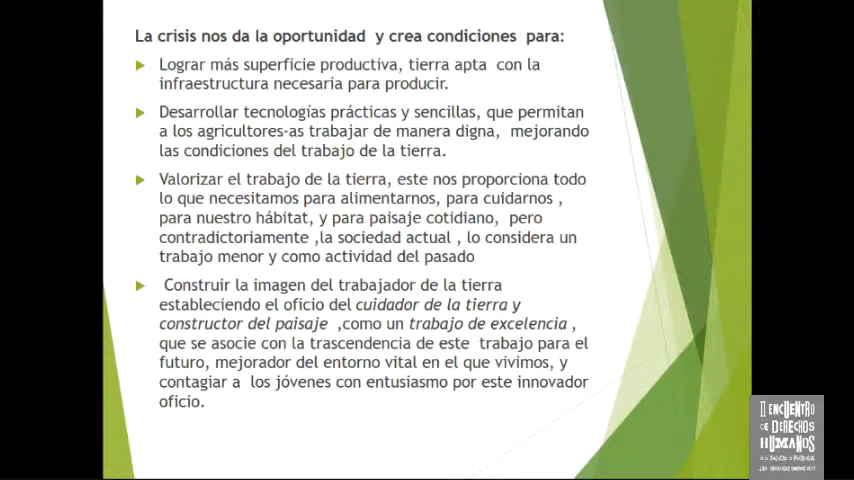 La crisis nos da la oportunidad y crea condiciones para:
Lograr más superficie productiva, tierra apta con la
infraestructura necesaria para producir.
Desarrollar tecnologías prácticas y sencillas, que permitan
a los agricultores-as trabajar de manera digna, mejorando
las condiciones del trabajo de la tierra.
Valorizar el trabajo de la tierra, este nos proporciona todo
lo que necesitamos para alimentarnos, para cuidarnos ,
para nuestro hábitat, y para paisaje cotidiano, pero
contradictoriamente ,la sociedad actual , lo considera un
trabajo menor y como actividad del pasado
Construir la imagen del trabajador de la tierra
estableciendo el oficio del cuidador de la tierra y
constructor del paisaje ,como un trabajo de excelencia ,
que se asocie con la trascendencia de este trabajo para el
futuro, mejorador del entorno vital en el que vivimos, y
contagiar a los jóvenes con entusiasmo por este innovador
oficio.
II ENCUENTRO
DE DERECHOS
HUMANOS